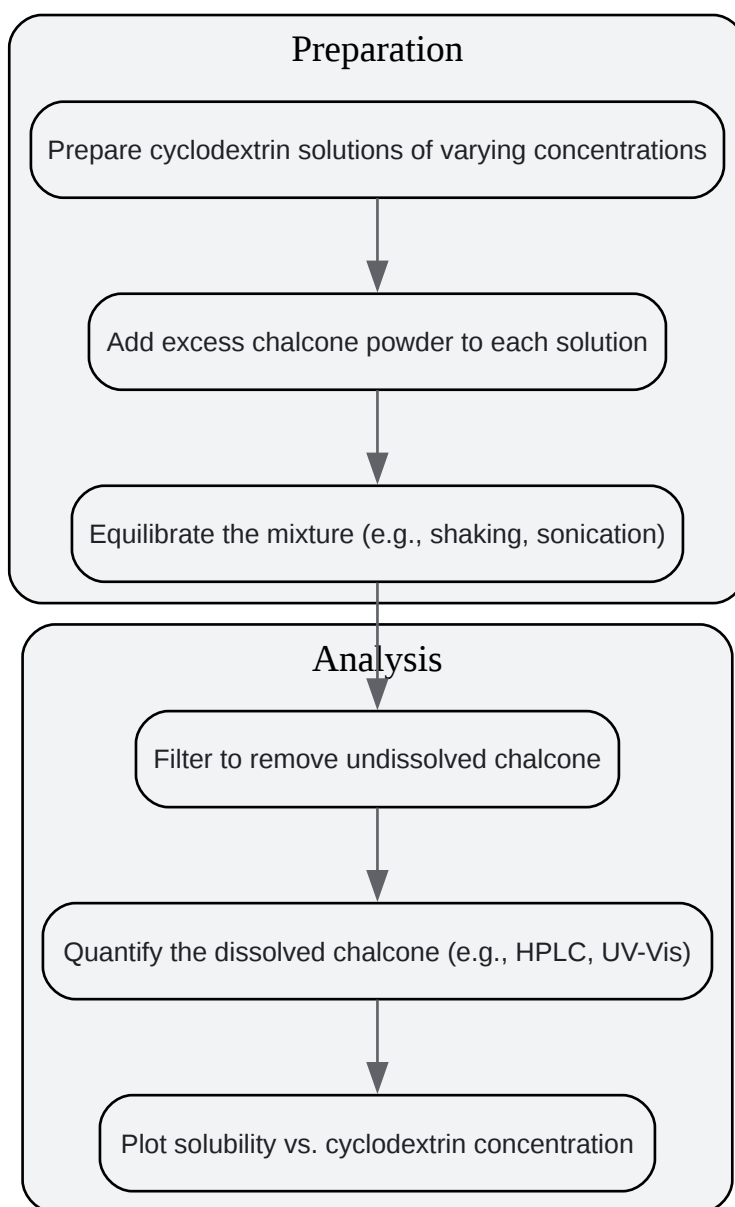 Preparation
Prepare cyclodextrin solutions of varying concentrations
Add excess chalcone powder to each solution
Equilibrate the mixture (e.g., shaking, sonication)
Analysis
Filter to remove undissolved chalcone
Quantify the dissolved chalcone (e.g., HPLC, UV-Vis)
Plot solubility vs. cyclodextrin concentration